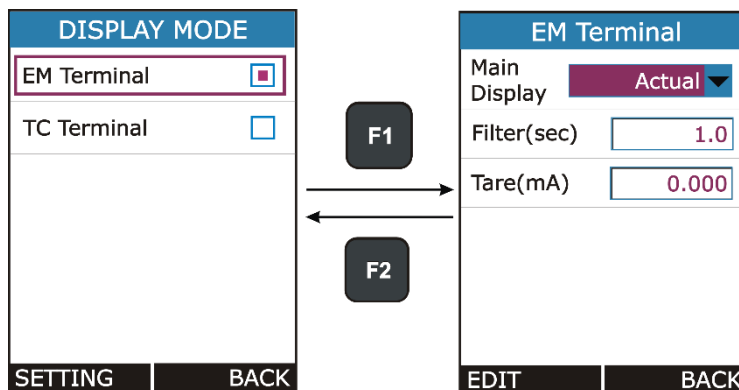 DISPLAY MODE
EM Terminal
TC Terminal
SETTING BACK
F1
F2
EM Terminal
Main
Display
Actual
Filter(sec) 1.0
Tare(mA) 0.000
EDIT BACK